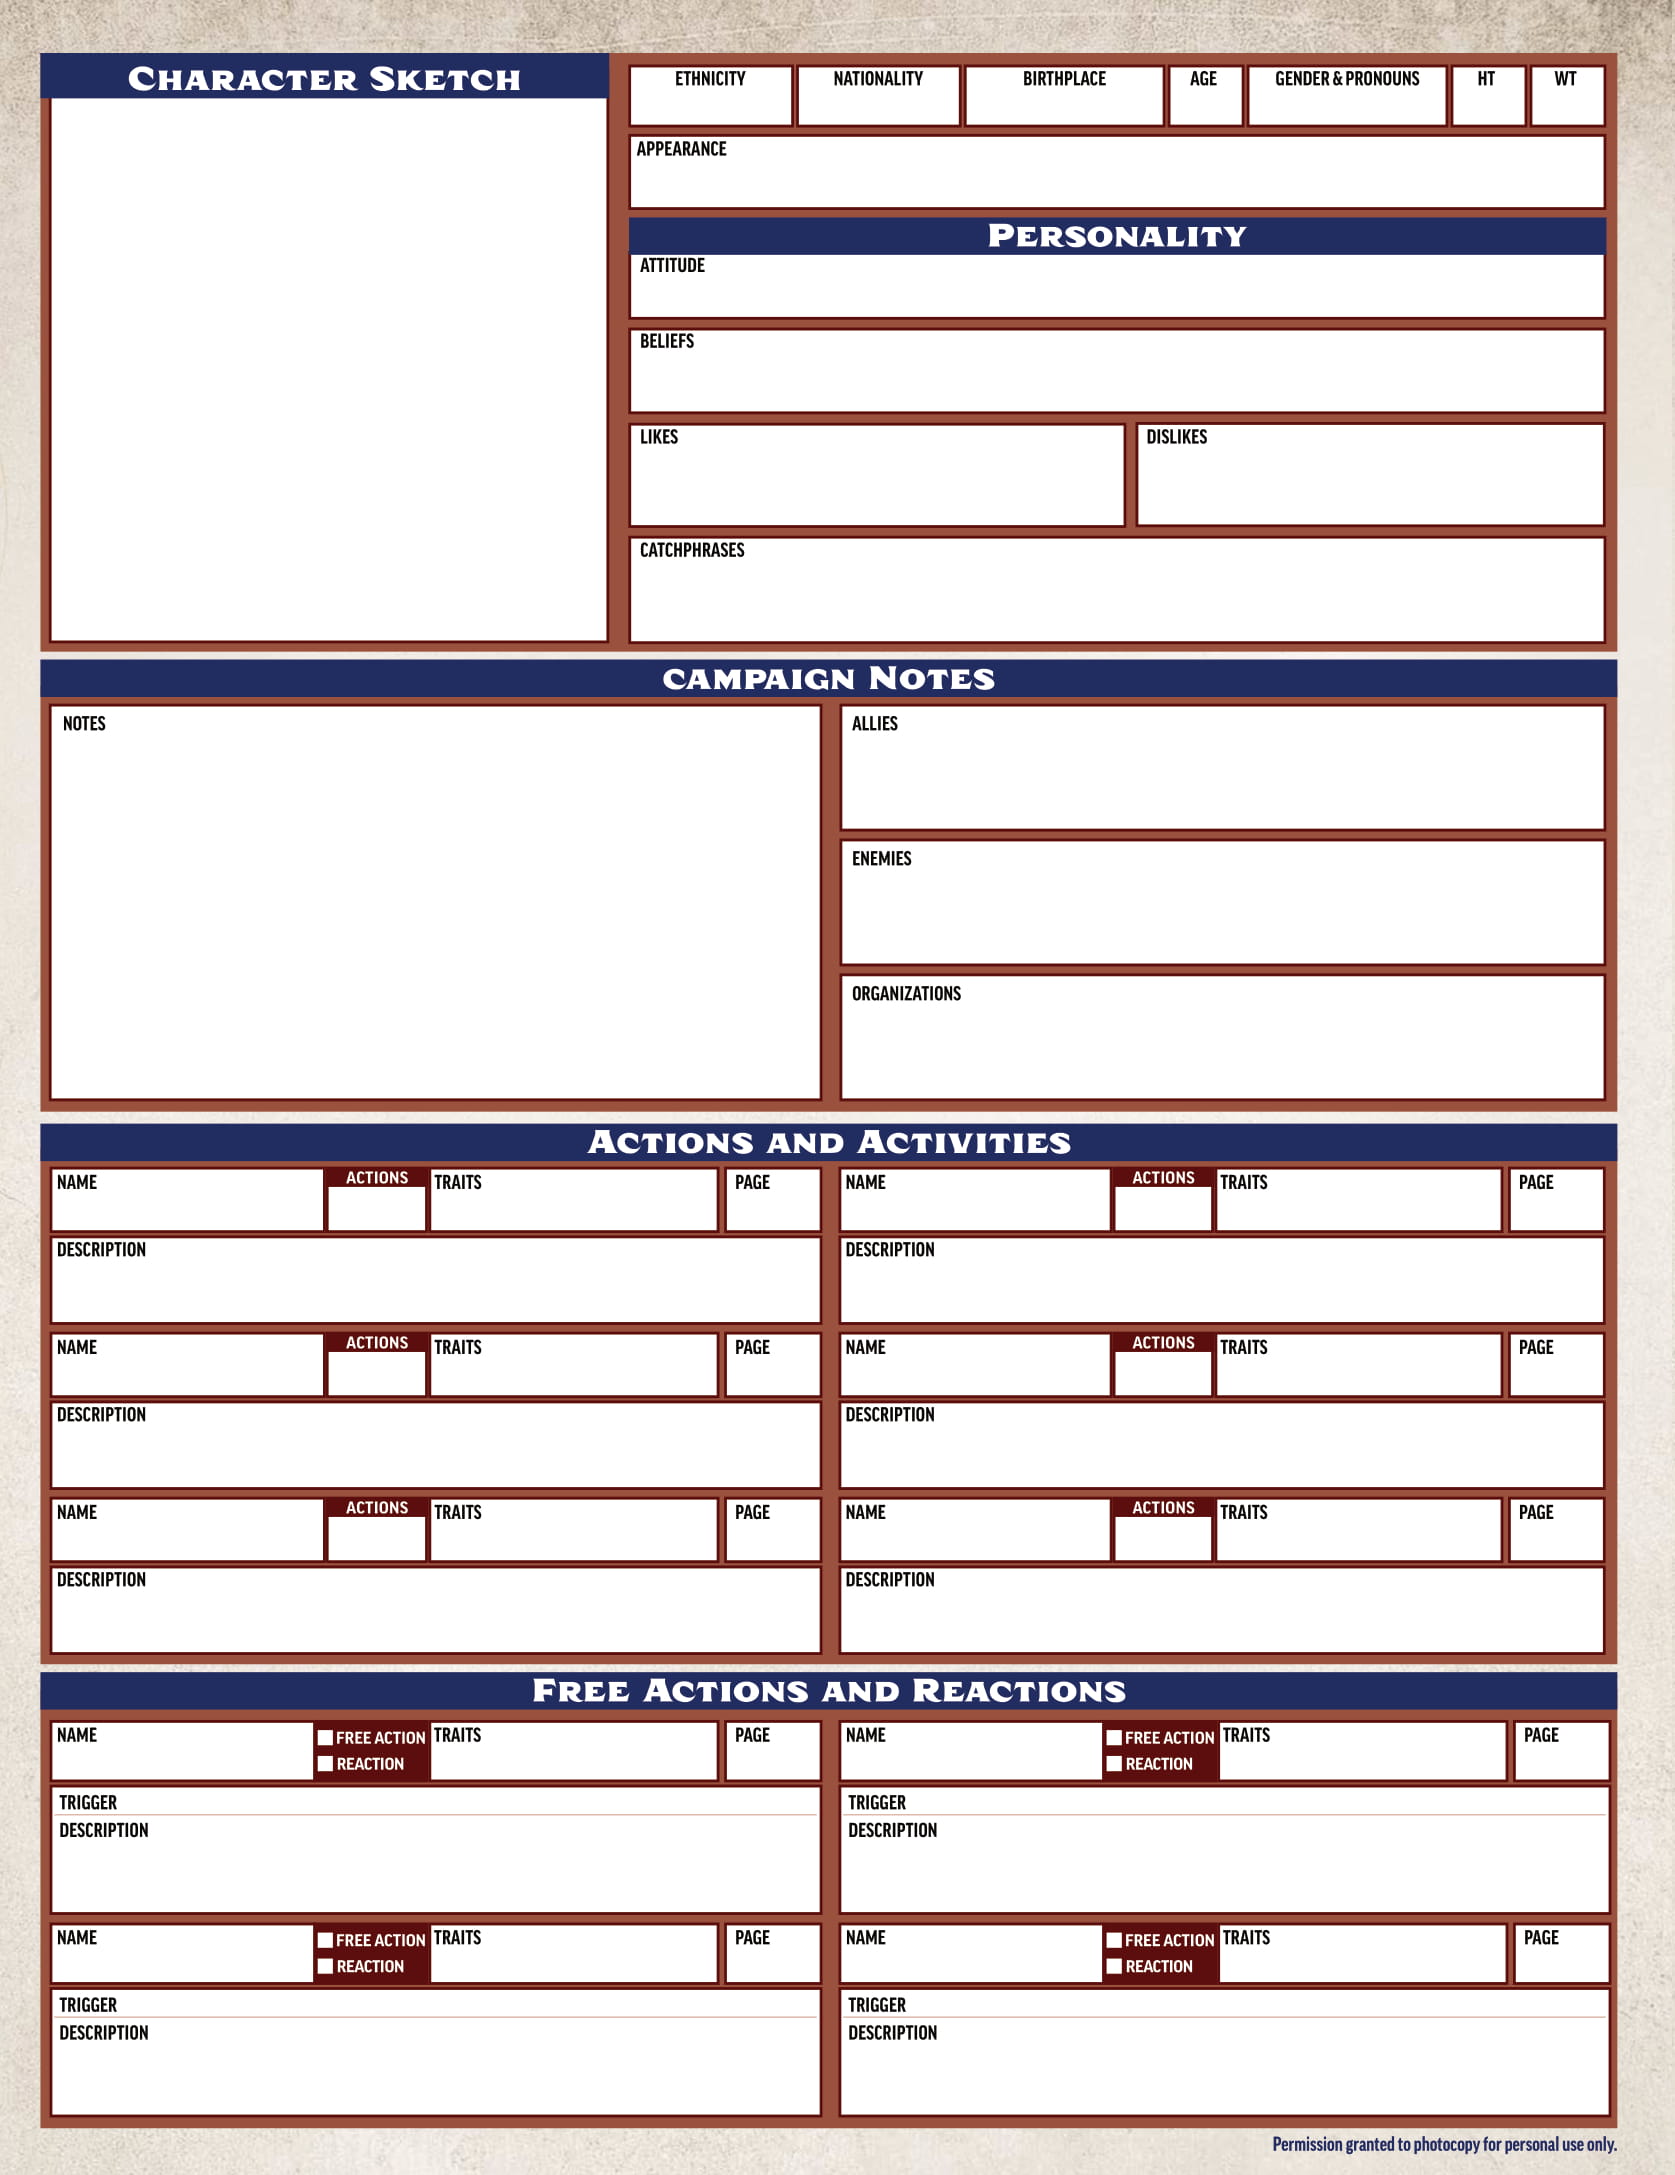 Character Sketch
ETHNICITY NATIONALITY BIRTHPLACE AGE GENDER & PRONOUNS HT WT
APPEARANCE
Personality
ATTITUDE
BELIEFS
LIKES DISLIKES
CATCHPHRASES
campaign Notes
NOTES
ALLIES
ENEMIES
ORGANIZATIONS
Actions and Activities
NAME ACTIONS TRAITS PAGE NAME ACTIONS TRAITS PAGE
DESCRIPTION DESCRIPTION
NAME ACTIONS TRAITS PAGE NAME ACTIONS TRAITS PAGE
DESCRIPTION DESCRIPTION
NAME ACTIONS TRAITS PAGE NAME ACTIONS TRAITS PAGE
DESCRIPTION DESCRIPTION
Free Actions and Reactions
NAME FREE ACTION TRAITS PAGE NAME FREE ACTION TRAITS PAGE
REACTION REACTION
TRIGGER TRIGGER
DESCRIPTION DESCRIPTION
NAME FREE ACTION TRAITS PAGE NAME FREE ACTION TRAITS PAGE
REACTION REACTION
TRIGGER TRIGGER
DESCRIPTION DESCRIPTION
Permission granted to photocopy for personal use only.